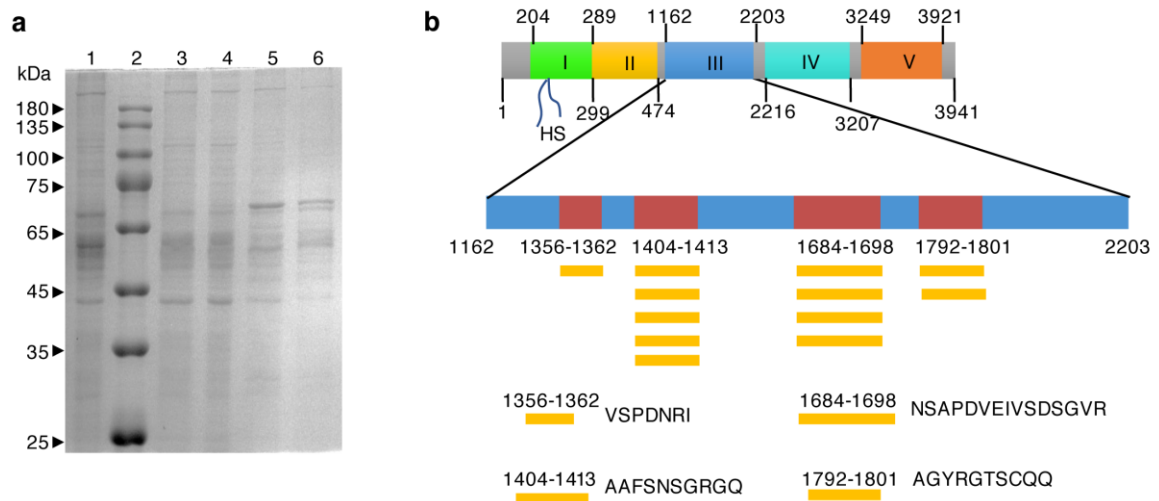 a
1 2 3 4 5 6
kDa
180
135
100
75
65
45
35
25
b
204 289 1162 2203 3249 3921
I II III IV V
1 299 474 2216 3207 3941
HS
1162 1356-1362 1404-1413 1684-1698 1792-1801 2203
1356-1362 VSPDNRI
1684-1698 NSAPDVEIVSDSGVR
1404-1413 AAFSNSGRGQ
1792-1801 AGYRGTSCQQ